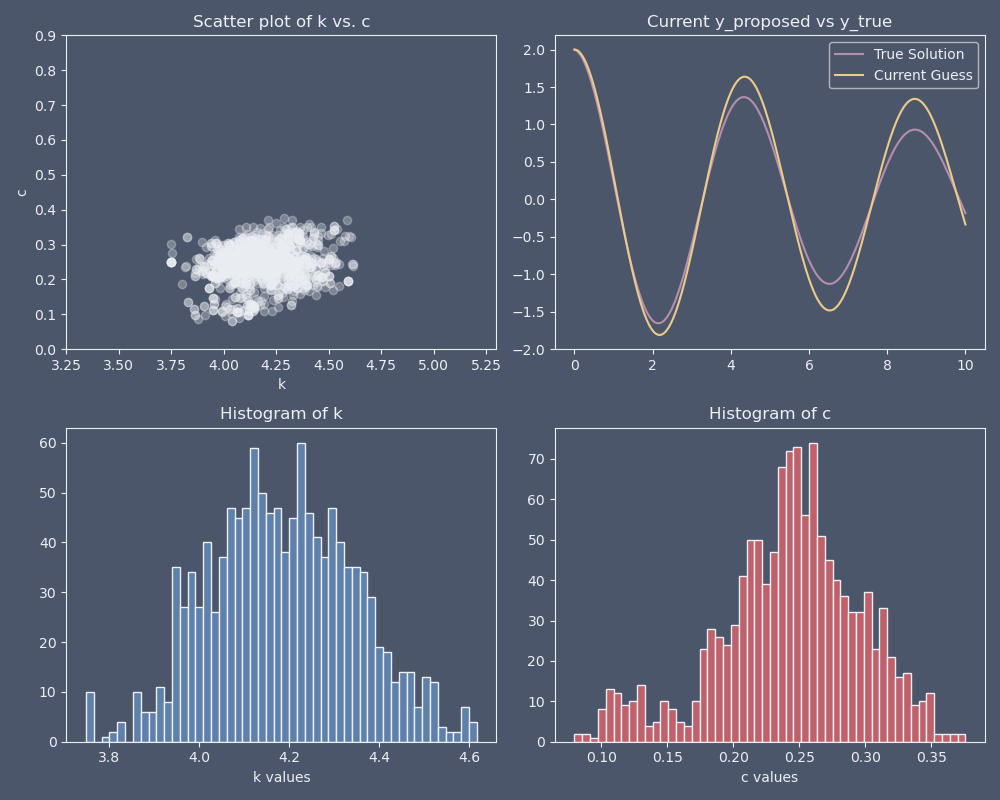 Scatter plot of k vs. c
0.9
0.8
0.7
0.6
0.5
0.4
0.3
0.2
0.1
0.0
c
3.25 3.50 3.75 4.00 4.25 4.50 4.75 5.00 5.25
k
Current y_proposed vs y_true
True Solution
Current Guess
2.0
1.5
1.0
0.5
0.0
−0.5
−1.0
−1.5
−2.0
0 2 4 6 8 10
Histogram of k
60
50
40
30
20
10
0
3.8 4.0 4.2 4.4 4.6
k values
Histogram of c
70
60
50
40
30
20
10
0
0.10 0.15 0.20 0.25 0.30 0.35
c values